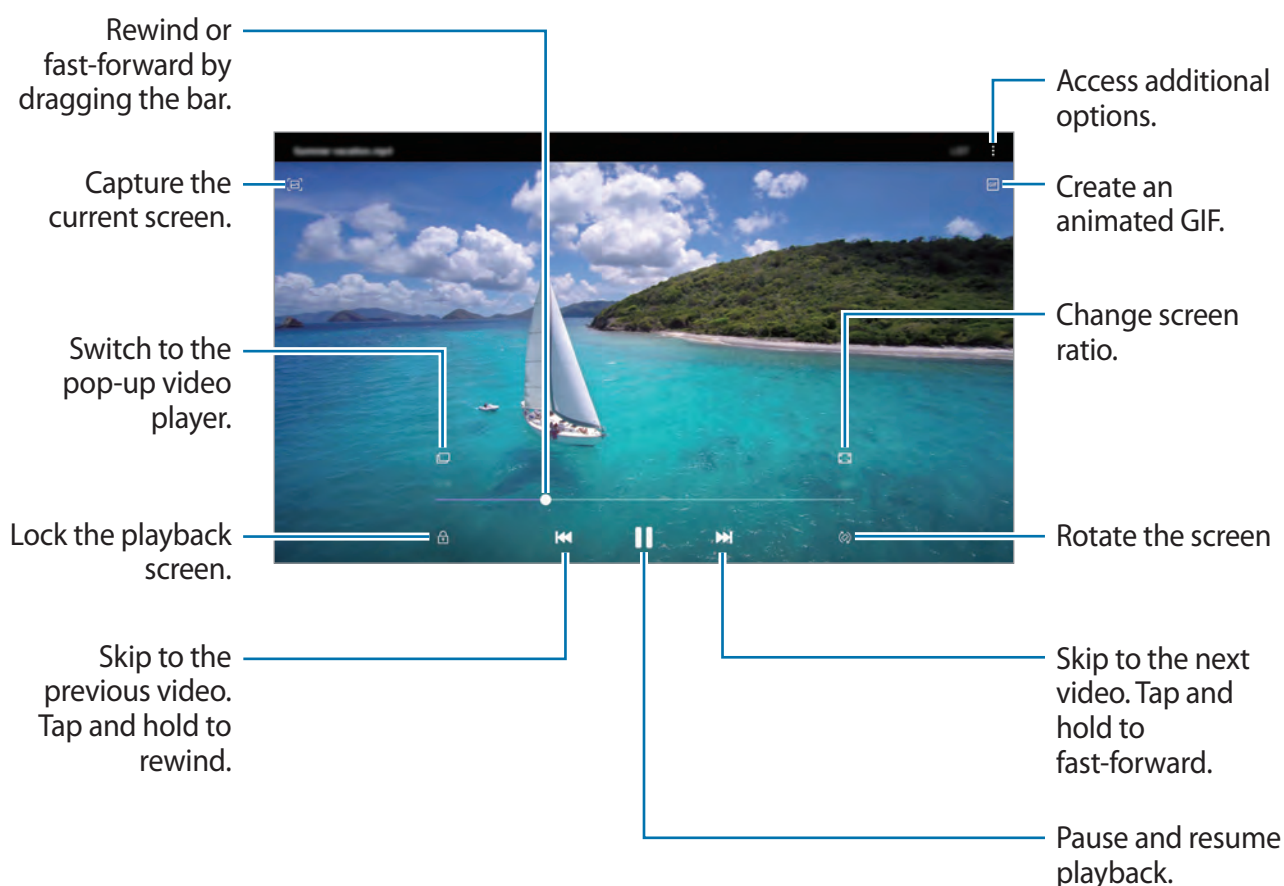 Rewind or
fast-forward by
dragging the bar.
Access additional
options.
Capture the
current screen.
Create an
animated GIF.
Change screen
ratio.
Switch to the
pop-up video
player.
Lock the playback
screen.
Rotate the screen
Skip to the
previous video.
Tap and hold to
rewind.
Skip to the next
video. Tap and
hold to
fast-forward.
Pause and resume
playback.